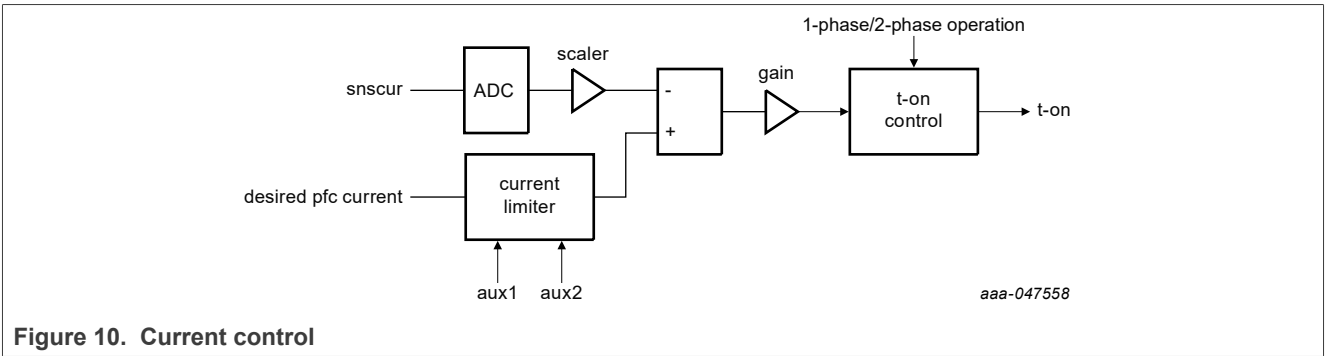 1-phase/2-phase operation
scaler
gain
snscur
ADC
-
+
t-on
control
t-on
desired pfc current
current
limiter
aux1
aux2
aaa-047558
Figure 10. Current control